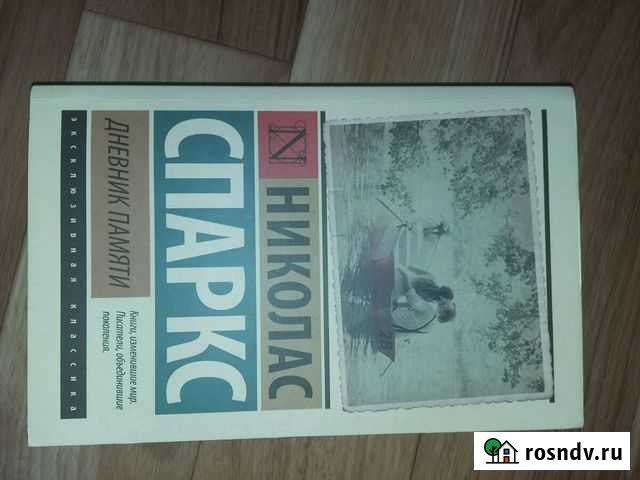 N
НИКОЛАС
СПАРКС
ДНЕВНИК ПАМЯТИ
Книги, изменившие мир.
Писатели, объединившие
поколения.
эксклюзивная классика
rosndv.ru